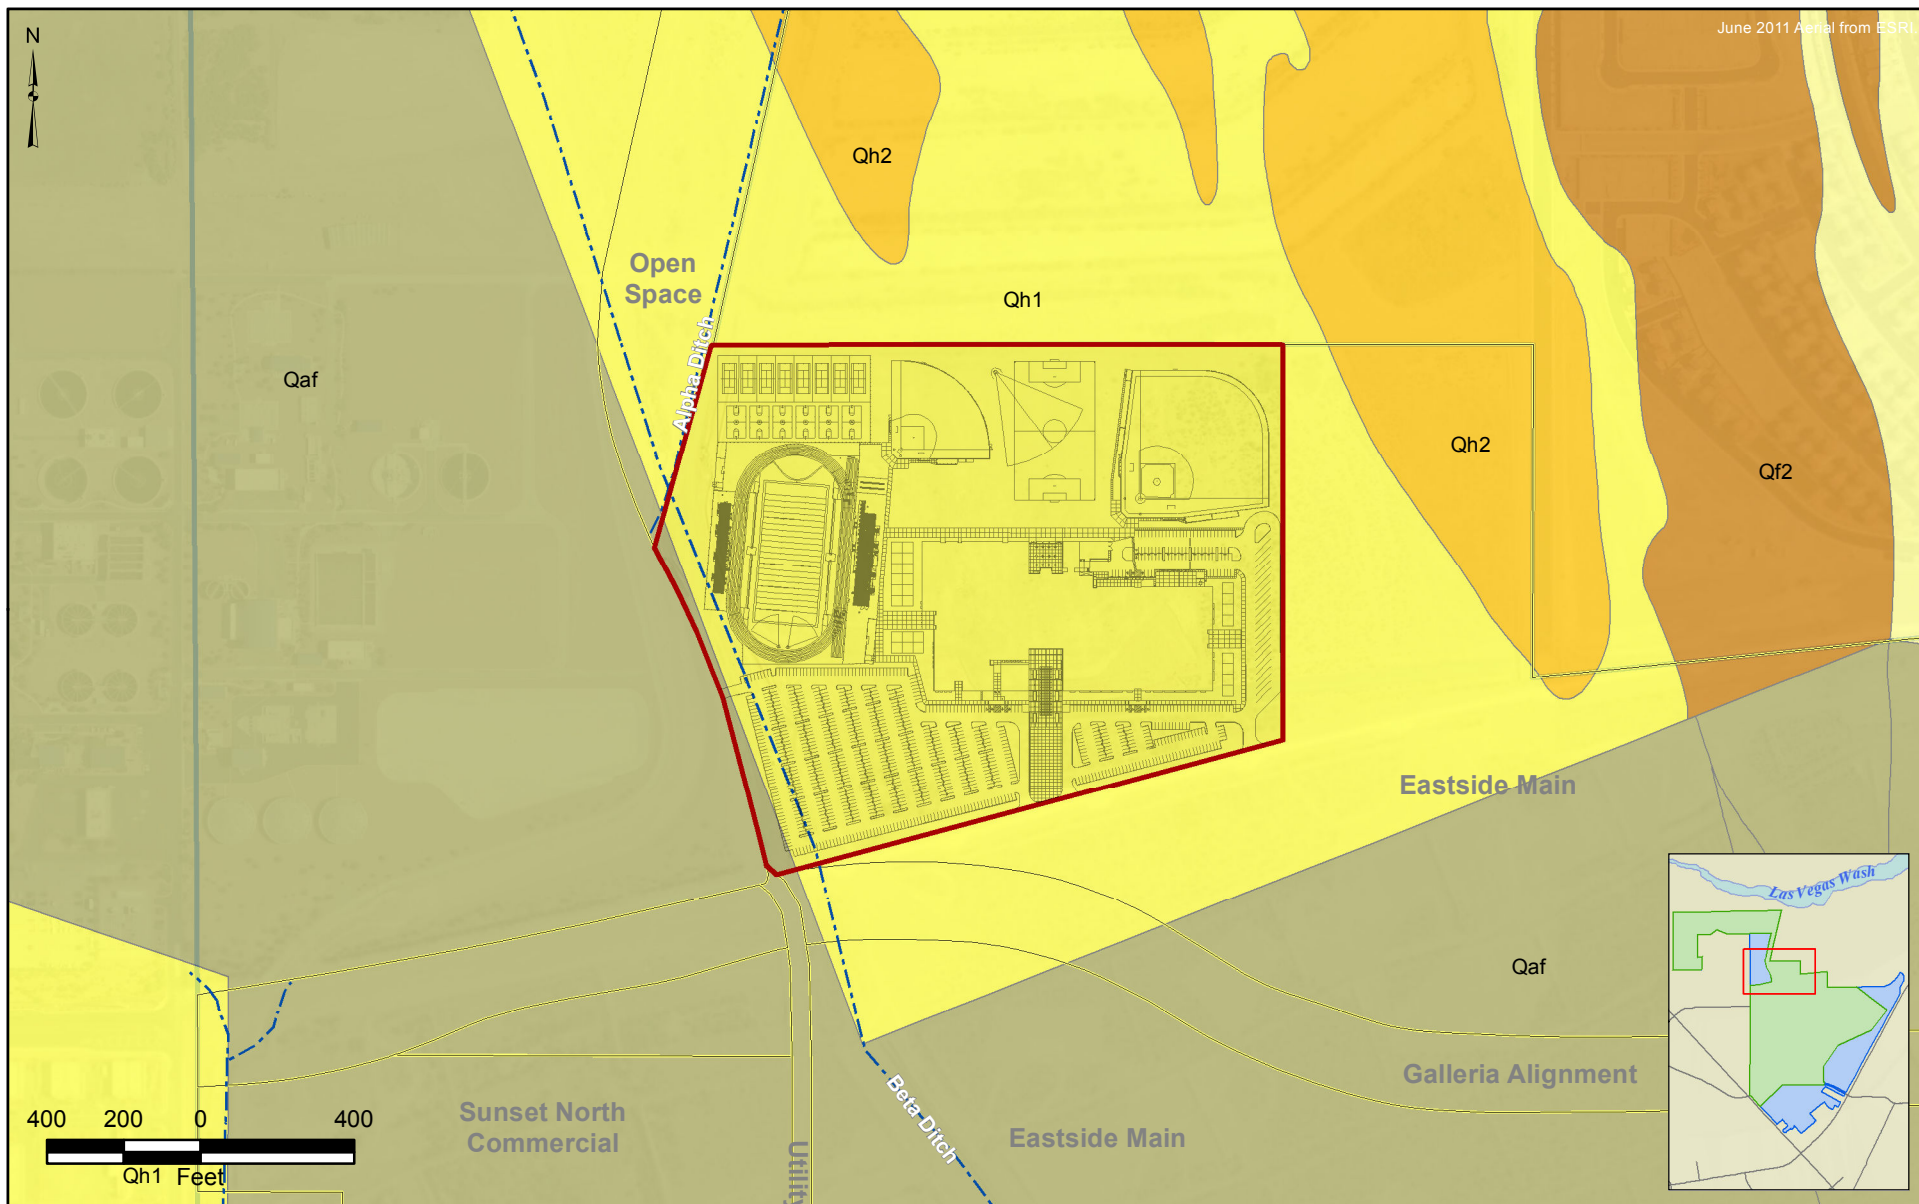 June 2011 Aerial from ESRI.
N
Qh2
Open
Space
Qh1
Alpha Ditch
Qaf
Qh2
Qf2
Eastside Main
Las Vegas Wash
Qaf
Galleria Alignment
Beta Ditch
Sunset North
Commercial
Eastside Main
Utility
400 200 0 400
Qh1 Feet